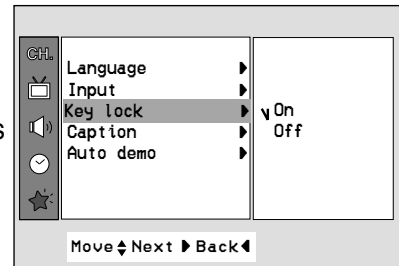 CH.
Language
Input
Key lock
Caption
Auto demo
On
Off
S
Move Next Back